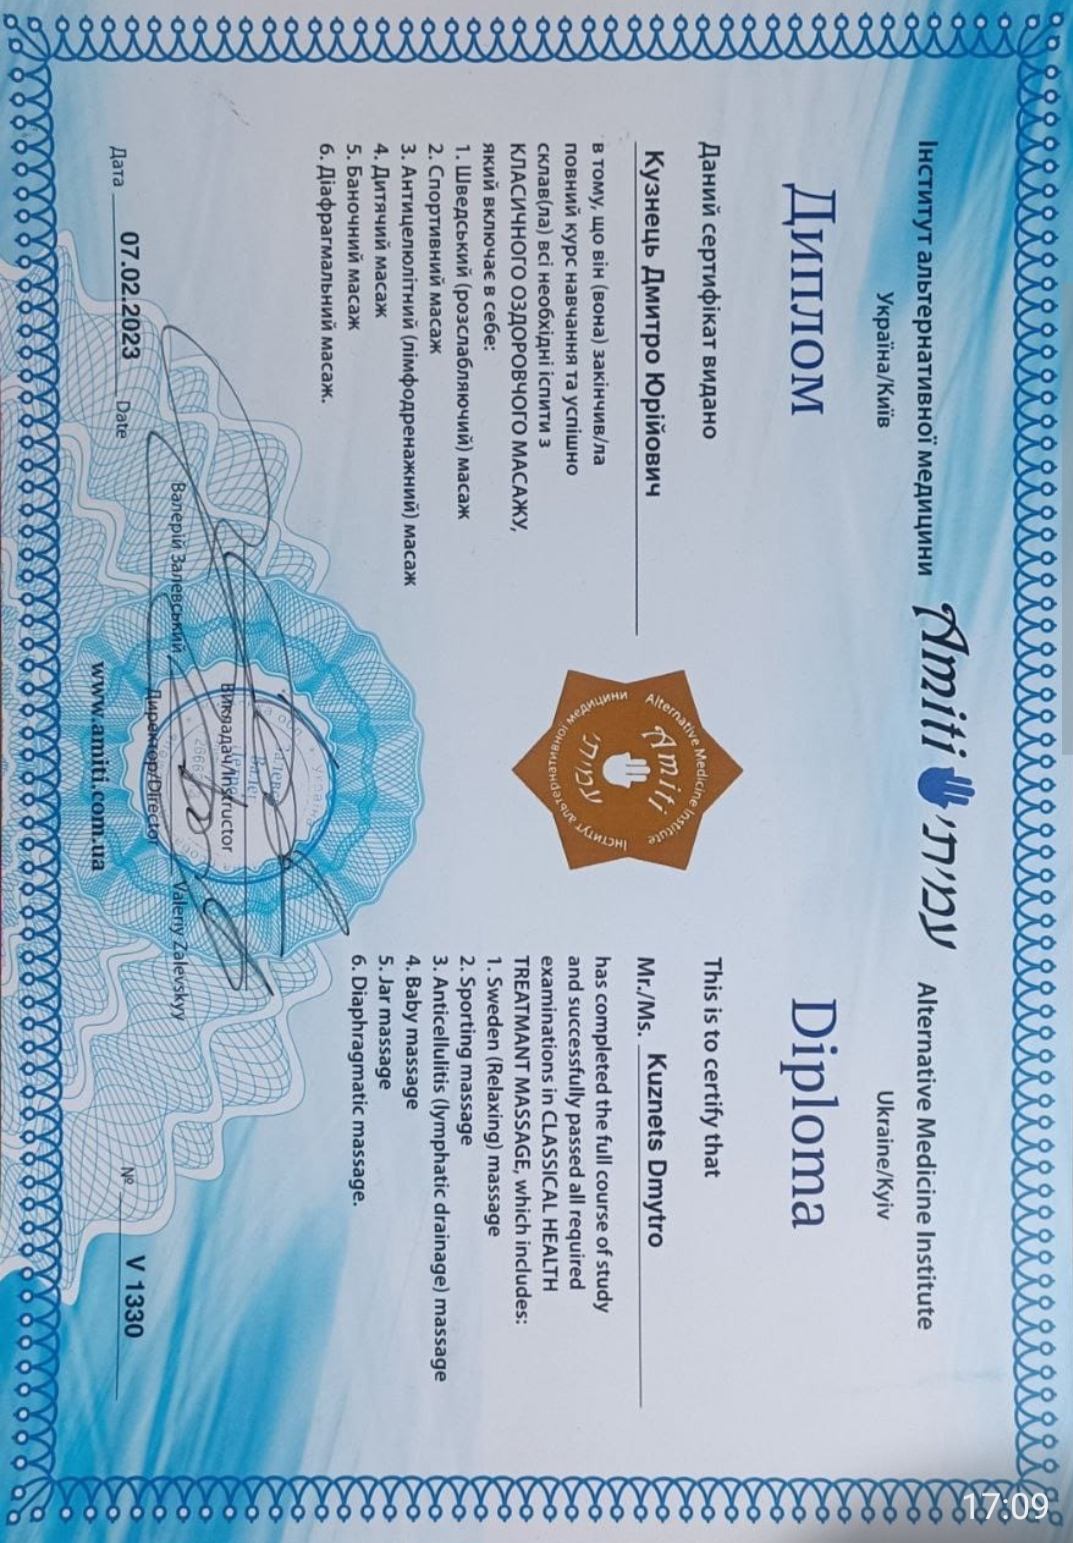 17:09
Інститут альтернативної медицини
Україна/Київ
Amiti עמיתי
Alternative Medicine Institute
Ukraine/Kyiv
Диплом
Даний сертифікат видано
Кузнець Дмитро Юрійович
в тому, що він (вона) закінчив/ла
повний курс навчання та успішно
склав(ла) всі необхідні іспити з
КЛАСИЧНОГО ОЗДОРОВЧОГО МАСАЖУ,
який включає в себе:
1. Шведський (розслабляючий) масаж
2. Спортивний масаж
3. Антицелюлітний (лімфодренажний) масаж
4. Дитячий масаж
5. Баночний масаж
6. Діафрагмальний масаж.
Alternative Medicine Institute
Amiti
עמיתי
Інститут альтернативної медицини
Diploma
This is to certify that
Mr./Ms. Kuznets Dmytro
has completed the full course of study
and successfully passed all required
examinations in CLASSICAL HEALTH
TREATMANT MASSAGE, which includes:
1. Sweden (Relaxing) massage
2. Sporting massage
3. Anticellulitis (lymphatic drainage) massage
4. Baby massage
5. Jar massage
6. Diaphragmatic massage.
Україна
Викладач/Instructor
Валерій Залевський Valeriy Zalevskyy
Директор/Director
Дата 07.02.2023 Date
№ V 1330
www.amiti.com.ua